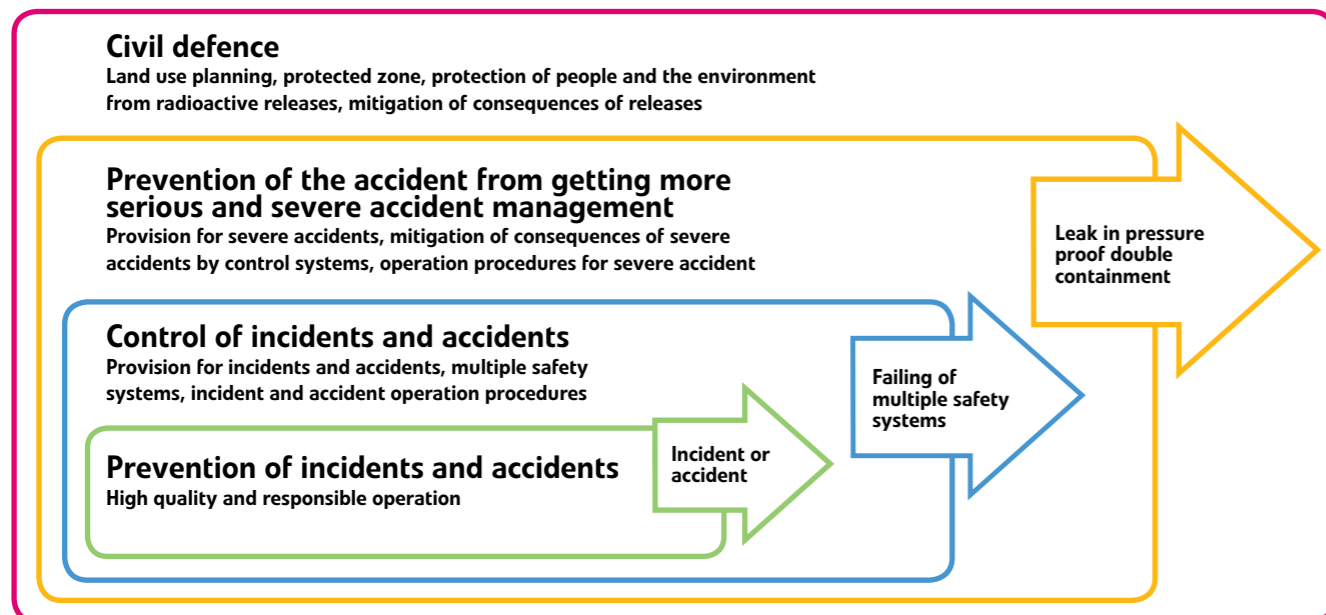 Civil defence
Land use planning, protected zone, protection of people and the environment
from radioactive releases, mitigation of consequences of releases
Prevention of the accident from getting more
serious and severe accident management
Provision for severe accidents, mitigation of consequences of severe
accidents by control systems, operation procedures for severe accident
Leak in pressure
proof double
containment
Control of incidents and accidents
Provision for incidents and accidents, multiple safety
systems, incident and accident operation procedures
Failing of
multiple safety
systems
Prevention of incidents and accidents
High quality and responsible operation
Incident or
accident